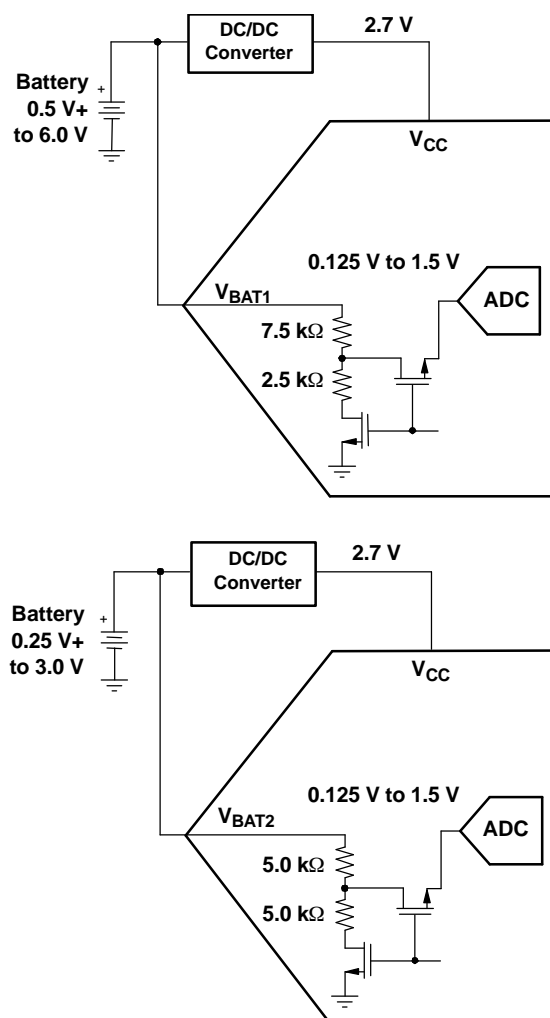 DC/DC
Converter
2.7 V
Battery
+
0.5 V+
to 6.0 V
VCC
0.125 V to 1.5 V
ADC
VBAT1
7.5 kΩ
2.5 kΩ
DC/DC
Converter
2.7 V
Battery
+
0.25 V+
to 3.0 V
VCC
0.125 V to 1.5 V
ADC
VBAT2
5.0 kΩ
5.0 kΩ